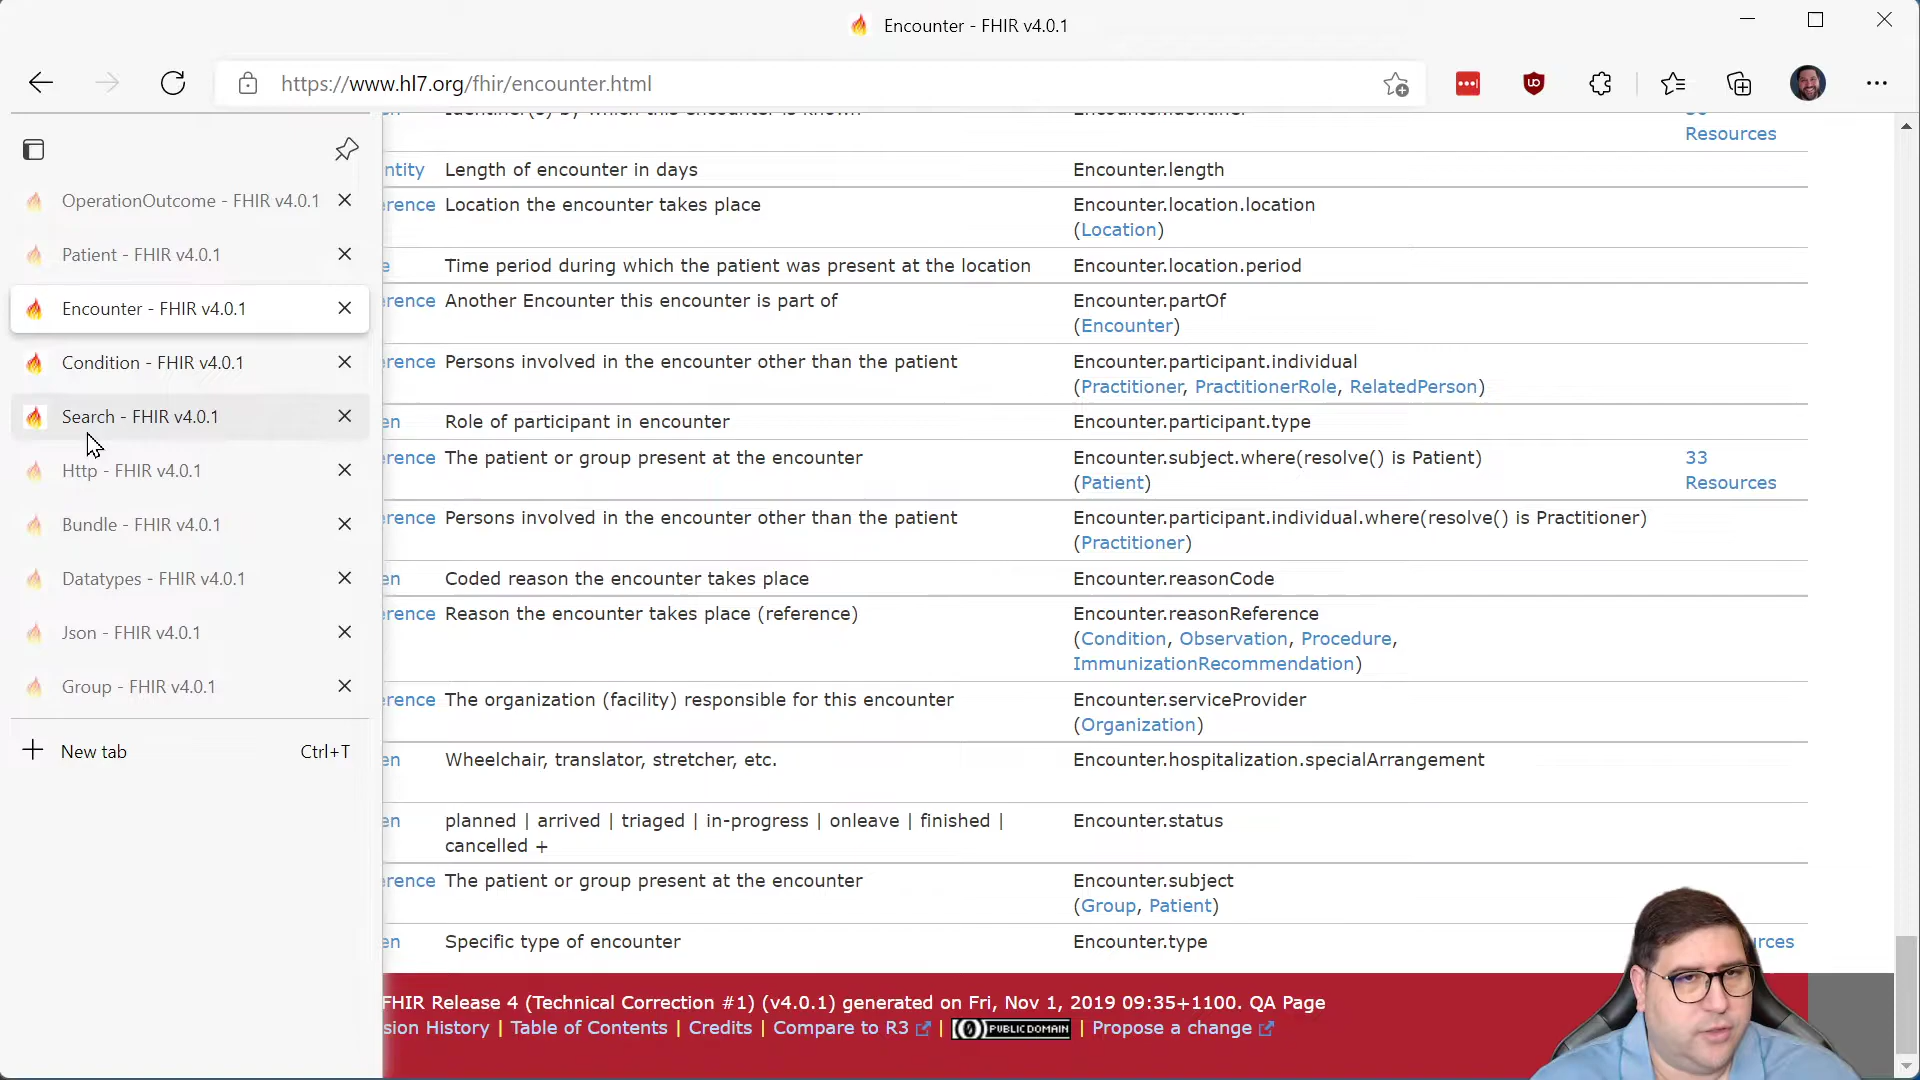 Encounter - FHIR v4.0.1
https://www.hl7.org/fhir/encounter.html
OperationOutcome - FHIR v4.0.1
Patient - FHIR v4.0.1
Encounter - FHIR v4.0.1
Condition - FHIR v4.0.1
Search - FHIR v4.0.1
Http - FHIR v4.0.1
Bundle - FHIR v4.0.1
Datatypes - FHIR v4.0.1
Json - FHIR v4.0.1
Group - FHIR v4.0.1
New tab Ctrl+T
Resources
ntity Length of encounter in days Encounter.length
erence Location the encounter takes place Encounter.location.location
(Location)
e Time period during which the patient was present at the location Encounter.location.period
erence Another Encounter this encounter is part of Encounter.partOf
(Encounter)
erence Persons involved in the encounter other than the patient Encounter.participant.individual
(Practitioner, PractitionerRole, RelatedPerson)
en Role of participant in encounter Encounter.participant.type
erence The patient or group present at the encounter Encounter.subject.where(resolve() is Patient) 33
(Patient) Resources
erence Persons involved in the encounter other than the patient Encounter.participant.individual.where(resolve() is Practitioner)
(Practitioner)
en Coded reason the encounter takes place Encounter.reasonCode
erence Reason the encounter takes place (reference) Encounter.reasonReference
(Condition, Observation, Procedure,
ImmunizationRecommendation)
erence The organization (facility) responsible for this encounter Encounter.serviceProvider
(Organization)
en Wheelchair, translator, stretcher, etc. Encounter.hospitalization.specialArrangement
en planned | arrived | triaged | in-progress | onleave | finished | Encounter.status
cancelled +
erence The patient or group present at the encounter Encounter.subject
(Group, Patient)
en Specific type of encounter Encounter.type urces
FHIR Release 4 (Technical Correction #1) (v4.0.1) generated on Fri, Nov 1, 2019 09:35+1100. QA Page
sion History | Table of Contents | Credits | Compare to R3 | PUBLIC DOMAIN | Propose a change